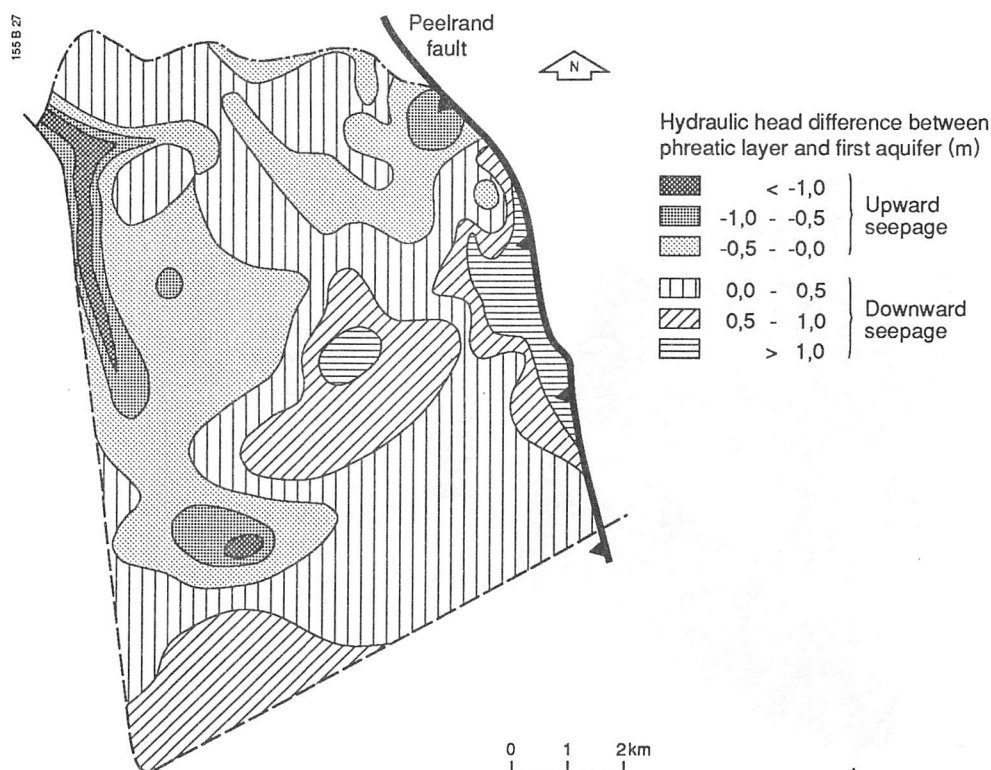 155 B 27
Peelrand
fault
N
Hydraulic head difference between
phreatic layer and first aquifer (m)
< -1,0
-1,0 - -0,5
-0,5 - -0,0
Upward
seepage
0,0 - 0,5
0,5 - 1,0
> 1,0
Downward
seepage
0 1 2km